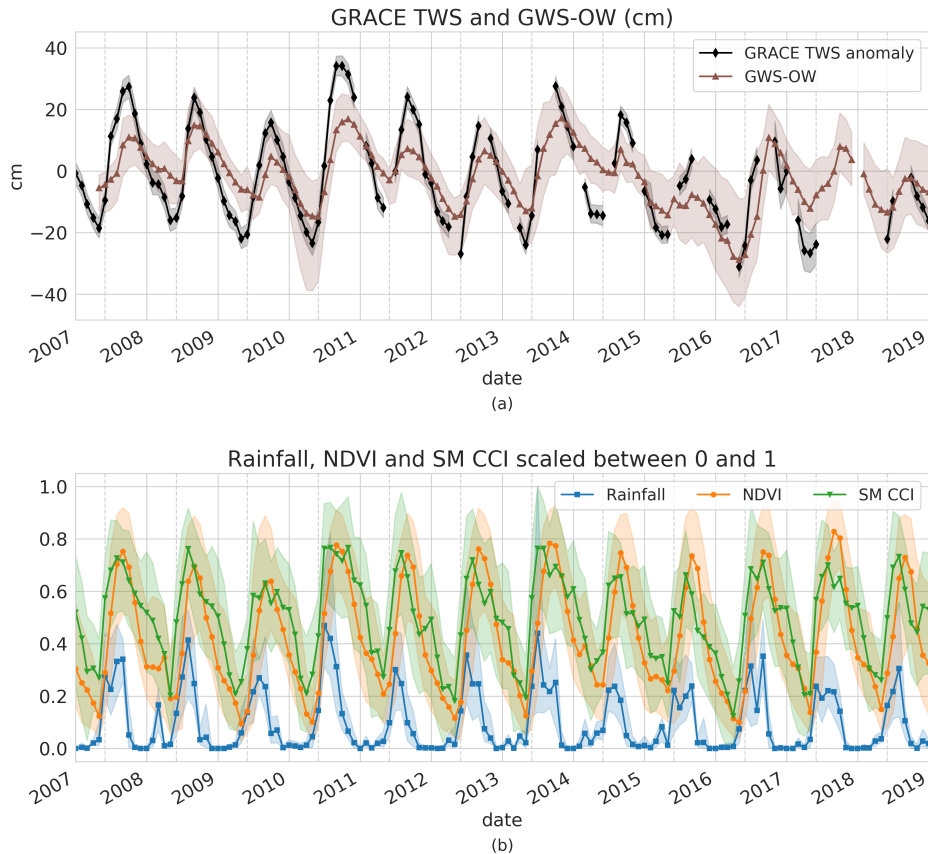 GRACE TWS and GWS-OW (cm)
40
20
0
−20
−40
cm
GRACE TWS anomaly
GWS-OW
2007 2008 2009 2010 2011 2012 2013 2014 2015 2016 2017 2018 2019
date
(a)
Rainfall, NDVI and SM CCI scaled between 0 and 1
1.0
0.8
0.6
0.4
0.2
0.0
Rainfall NDVI SM CCI
2007 2008 2009 2010 2011 2012 2013 2014 2015 2016 2017 2018 2019
date
(b)